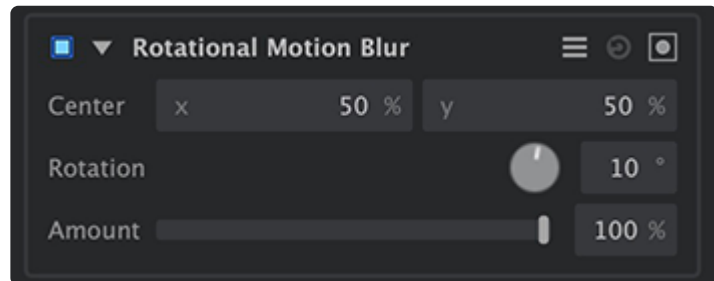 Rotational Motion Blur
Center x 50 % y 50 %
Rotation 10 °
Amount 100 %